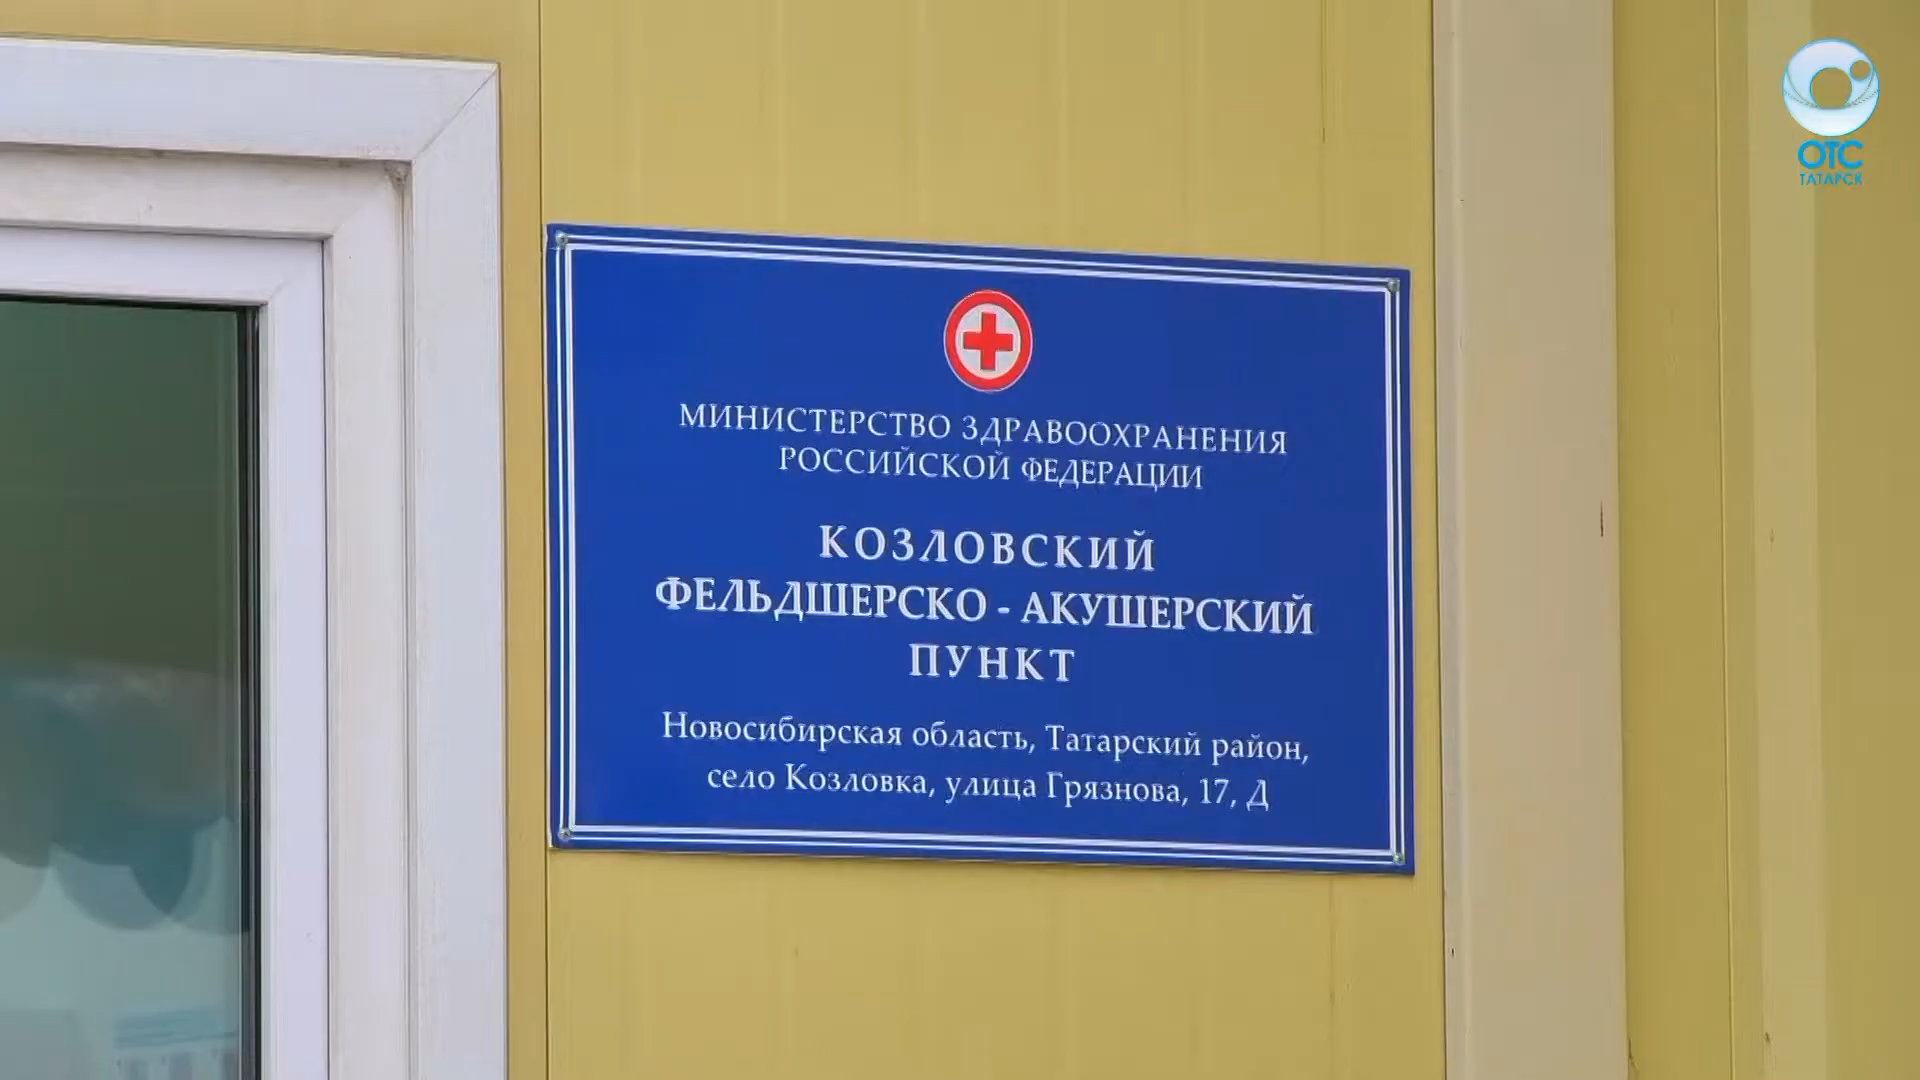 ОТС
ТАТАРСК
МИНИСТЕРСТВО ЗДРАВООХРАНЕНИЯ
РОССИЙСКОЙ ФЕДЕРАЦИИ
КОЗЛОВСКИЙ
ФЕЛЬДШЕРСКО - АКУШЕРСКИЙ
ПУНКТ
Новосибирская область, Татарский район,
село Козловка, улица Грязнова, 17, Д